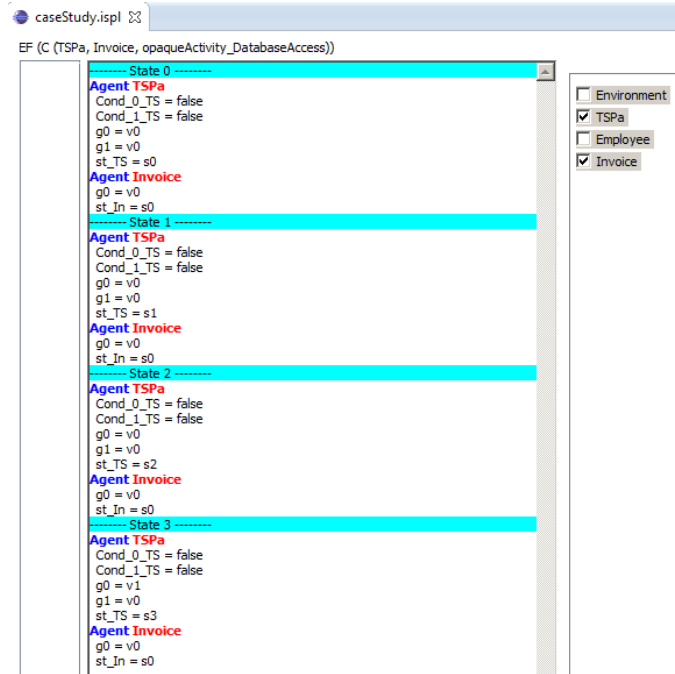 caseStudy.ispl
EF (C (TSPa, Invoice, opaqueActivity_DatabaseAccess))
-------- State 0 --------
Agent TSPa
Cond_0_TS = false
Cond_1_TS = false
g0 = v0
g1 = v0
st_TS = s0
Agent Invoice
g0 = v0
st_In = s0
-------- State 1 --------
Agent TSPa
Cond_0_TS = false
Cond_1_TS = false
g0 = v0
g1 = v0
st_TS = s1
Agent Invoice
g0 = v0
st_In = s0
-------- State 2 --------
Agent TSPa
Cond_0_TS = false
Cond_1_TS = false
g0 = v0
g1 = v0
st_TS = s2
Agent Invoice
g0 = v0
st_In = s0
-------- State 3 --------
Agent TSPa
Cond_0_TS = false
Cond_1_TS = false
g0 = v1
g1 = v0
st_TS = s3
Agent Invoice
g0 = v0
st_In = s0
Environment
TSPa
Employee
Invoice